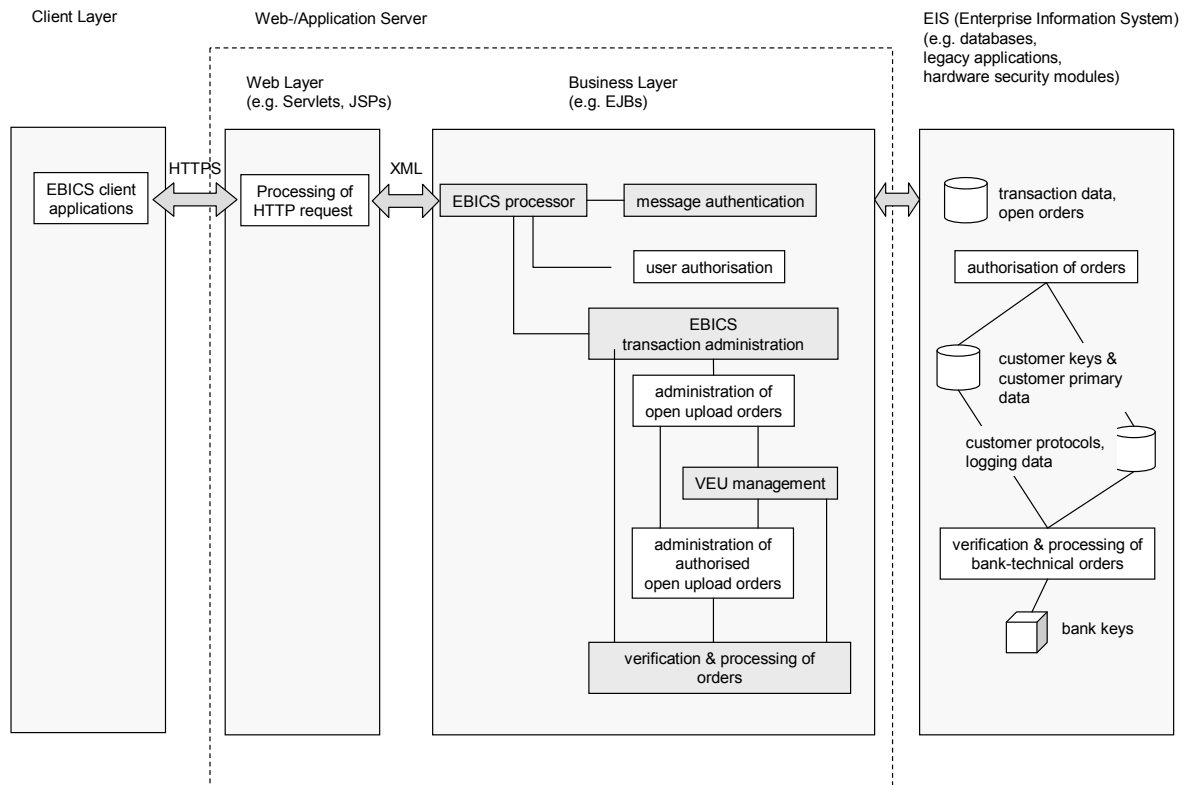 Client Layer
Web-/Application Server
EIS (Enterprise Information System)
(e.g. databases,
legacy applications,
hardware security modules)
Web Layer
(e.g. Servlets, JSPs)
Business Layer
(e.g. EJBs)
HTTPS
XML
EBICS client
applications
Processing of
HTTP request
EBICS processor
message authentication
user authorisation
EBICS
transaction administration
administration of
open upload orders
VEU management
administration of
authorised
open upload orders
verification & processing of
orders
transaction data,
open orders
authorisation of orders
customer keys &
customer primary
data
customer protocols,
logging data
verification & processing of
bank-technical orders
bank keys